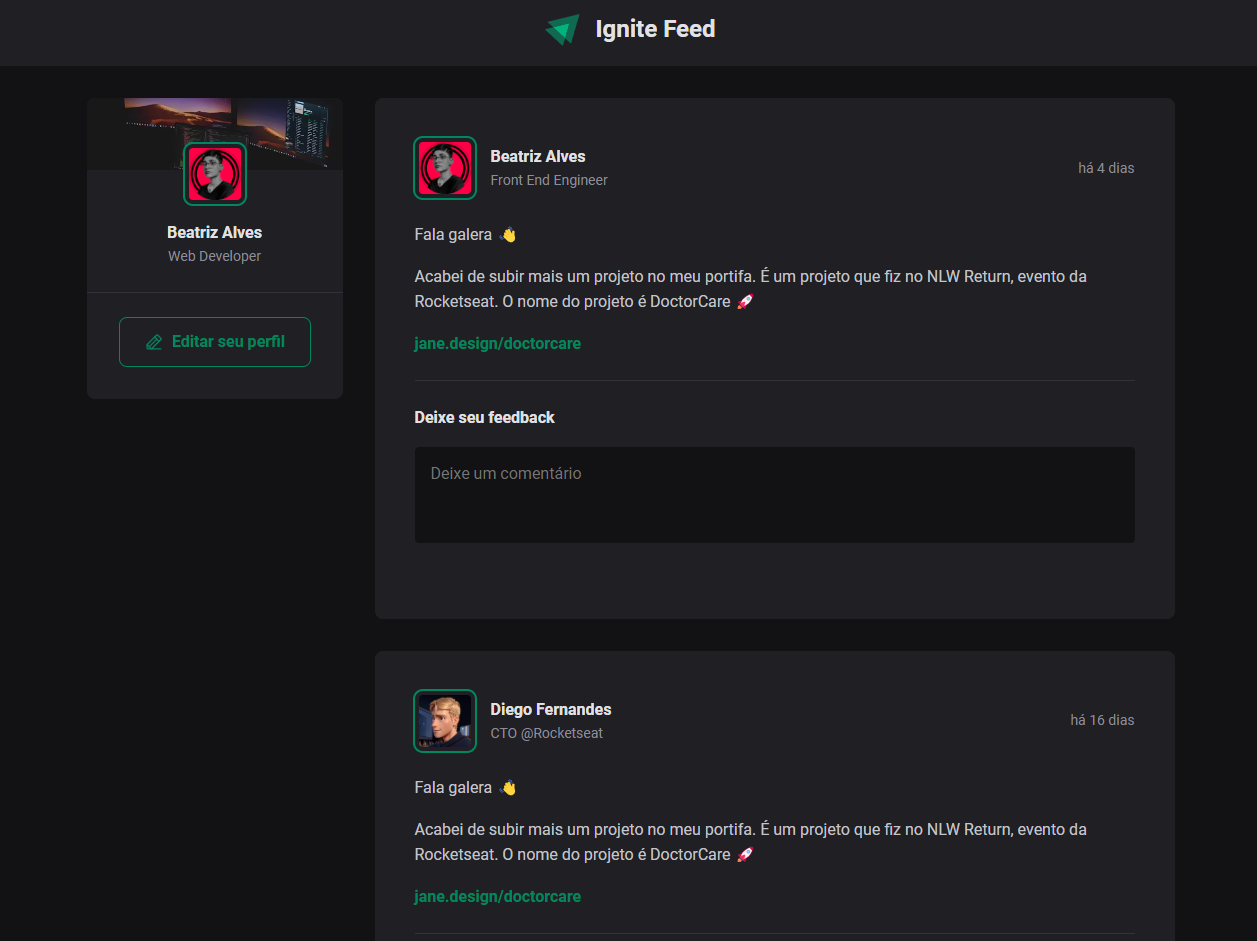 Ignite Feed
Beatriz Alves
Web Developer
Editar seu perfil
Beatriz Alves
Front End Engineer
há 4 dias
Fala galera 👋
Acabei de subir mais um projeto no meu portifa. É um projeto que fiz no NLW Return, evento da
Rocketseat. O nome do projeto é DoctorCare 🚀
jane.design/doctorcare
Deixe seu feedback
Deixe um comentário
Diego Fernandes
CTO @Rocketseat
há 16 dias
Fala galera 👋
Acabei de subir mais um projeto no meu portifa. É um projeto que fiz no NLW Return, evento da
Rocketseat. O nome do projeto é DoctorCare 🚀
jane.design/doctorcare